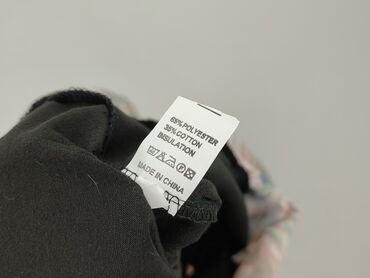 65%POLYESTER
35%COTTON
INSULATION
MADE IN CHINA